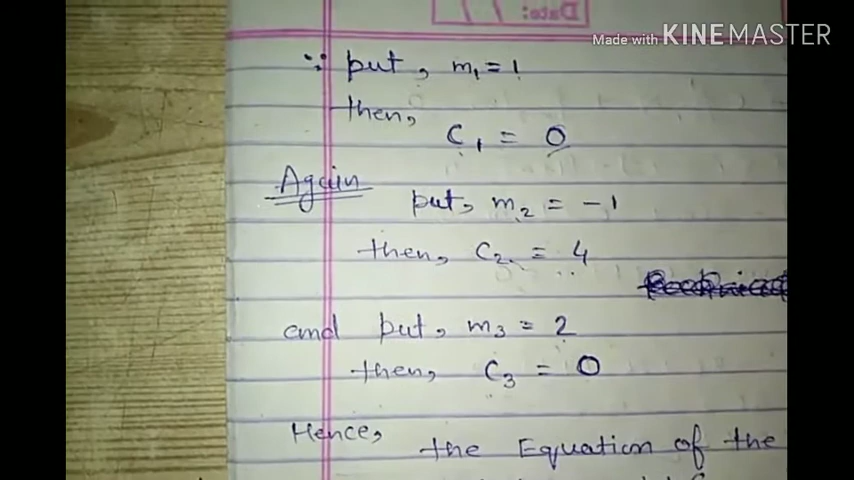 Date:
Made with KINEMASTER
∵ put, m₁ = 1
then,
C₁ = 0
Again put, m₂ = -1
then, C₂ = 4
and put, m₃ = 2
then, C₃ = 0
Hence, the Equation of the